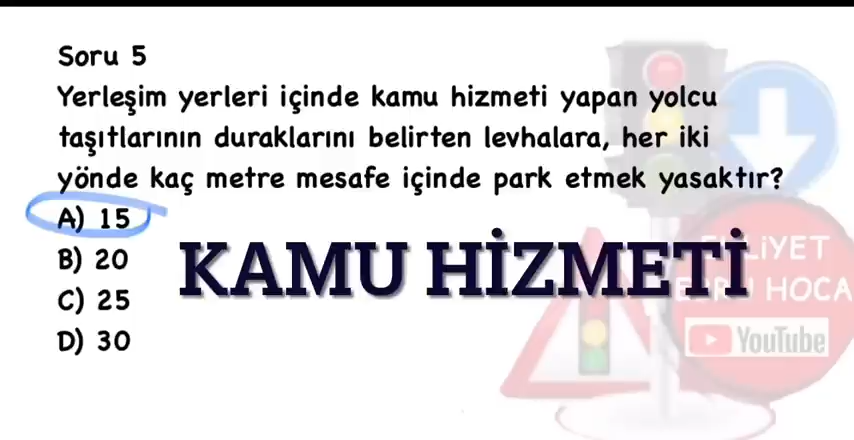 Soru 5
Yerleşim yerleri içinde kamu hizmeti yapan yolcu
taşıtlarının duraklarını belirten levhalara, her iki
yönde kaç metre mesafe içinde park etmek yasaktır?
A) 15
B) 20
C) 25
D) 30
KAMU HİZMETİ
HOCA
YouTube